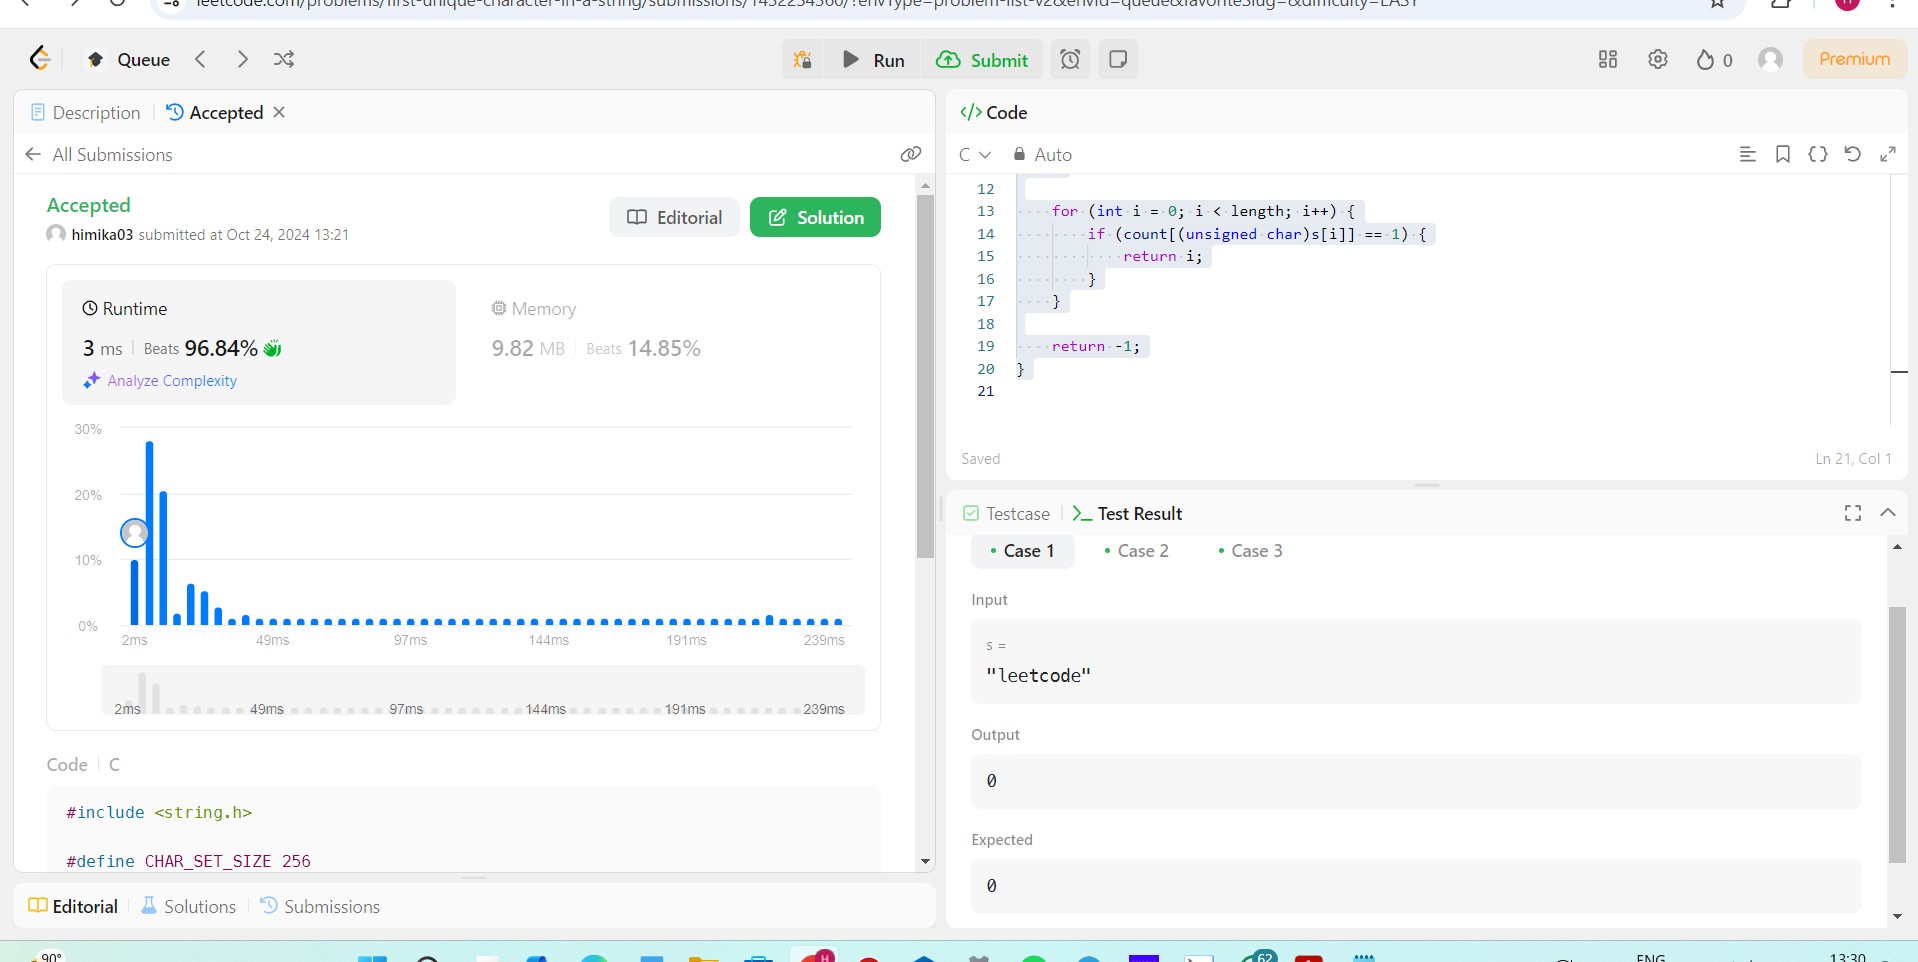 leetcode.com/problems/first-unique-character-in-a-string/submissions/1432234560/?envType=problem-list-v2&envId=queue&favoriteSlug=&difficulty=EASY
Queue
Run
Submit
0
Premium
Description
Accepted
All Submissions
Accepted
himika03 submitted at Oct 24, 2024 13:21
Editorial
Solution
Runtime
3 ms
Beats 96.84%
Analyze Complexity
Memory
9.82 MB
Beats 14.85%
30%
20%
10%
0%
2ms 49ms 97ms 144ms 191ms 239ms
2ms 49ms 97ms 144ms 191ms 239ms
Code
C
#include <string.h>
#define CHAR_SET_SIZE 256
Editorial
Solutions
Submissions
</> Code
C
Auto
12
13 for (int i = 0; i < length; i++) {
14 if (count[(unsigned char)s[i]] == 1) {
15 return i;
16 }
17 }
18
19 return -1;
20 }
21
Saved
Ln 21, Col 1
Testcase
Test Result
Case 1
Case 2
Case 3
Input
s =
"leetcode"
Output
0
Expected
0
90°
H
62
ENG
13:30